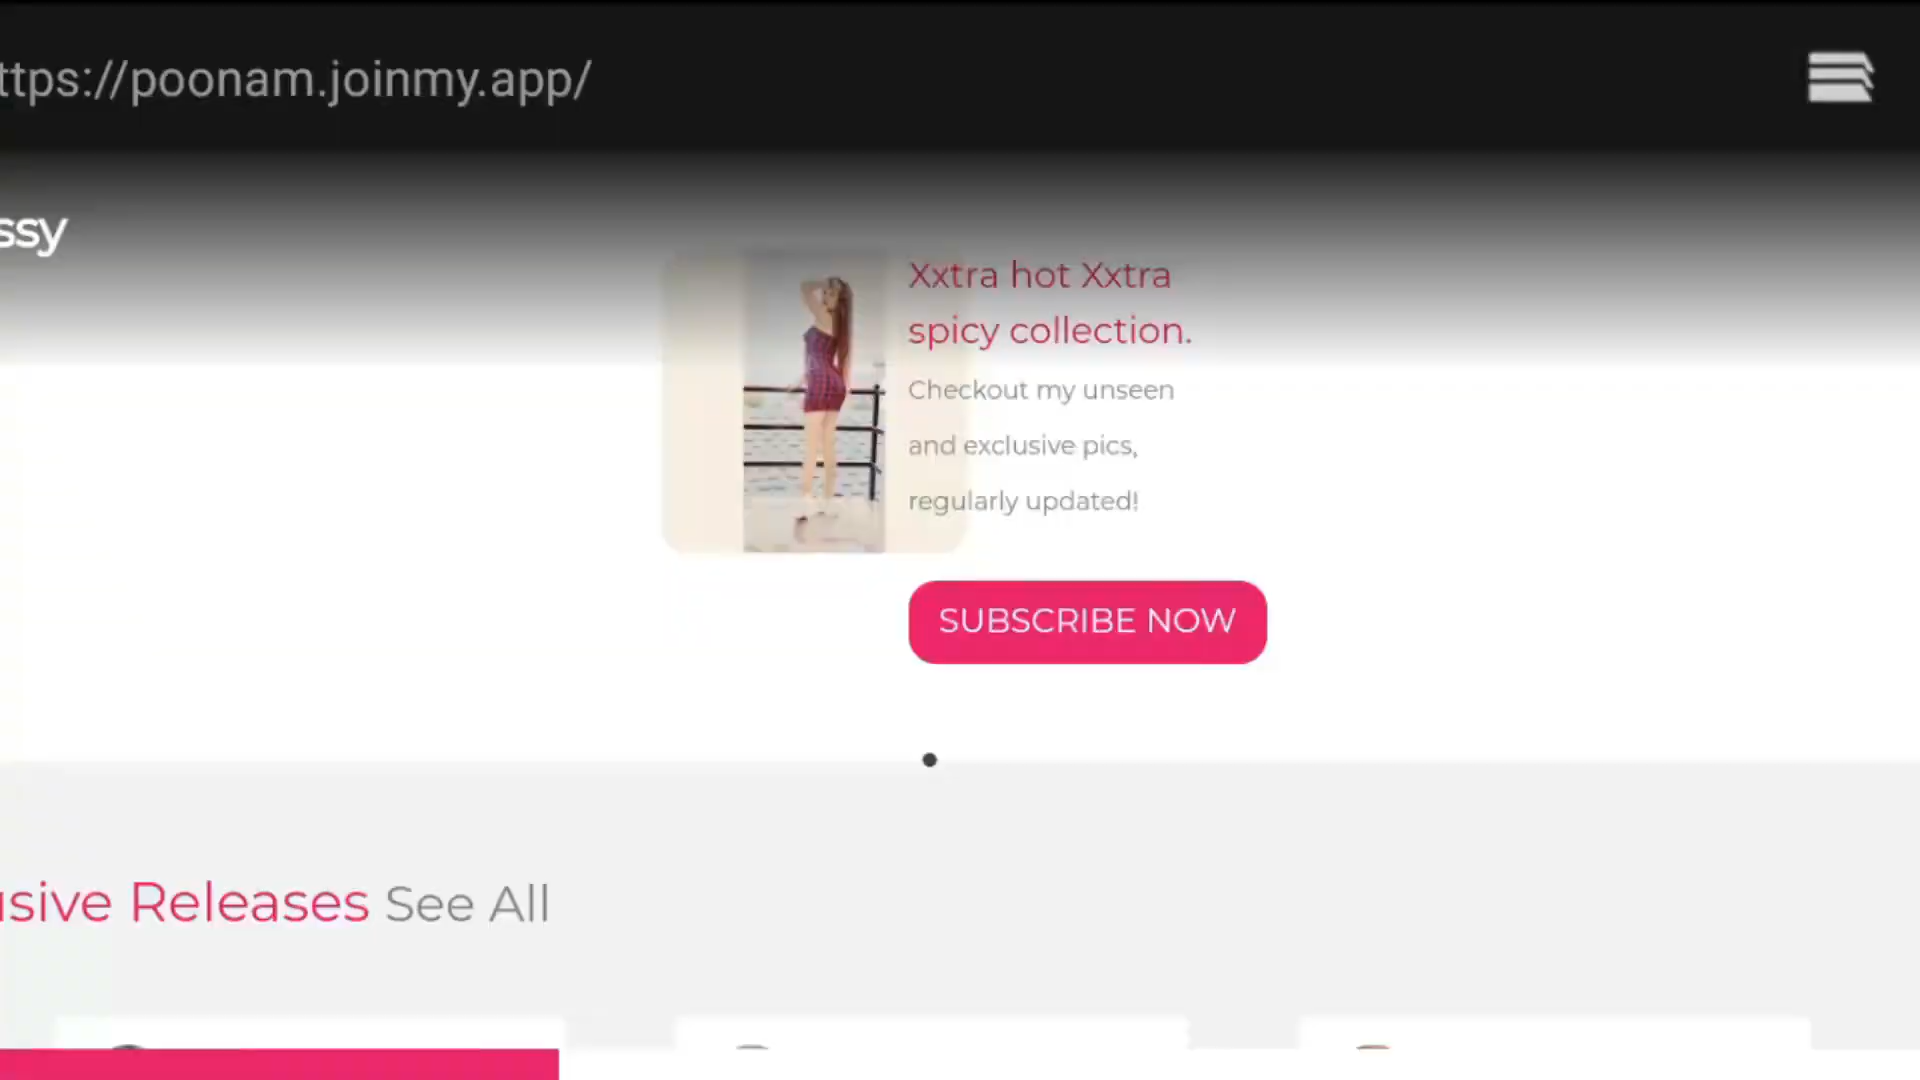 ttps://poonam.joinmy.app/
ssy
Xxtra hot Xxtra
spicy collection.
Checkout my unseen
and exclusive pics,
regularly updated!
SUBSCRIBE NOW
usive Releases See All